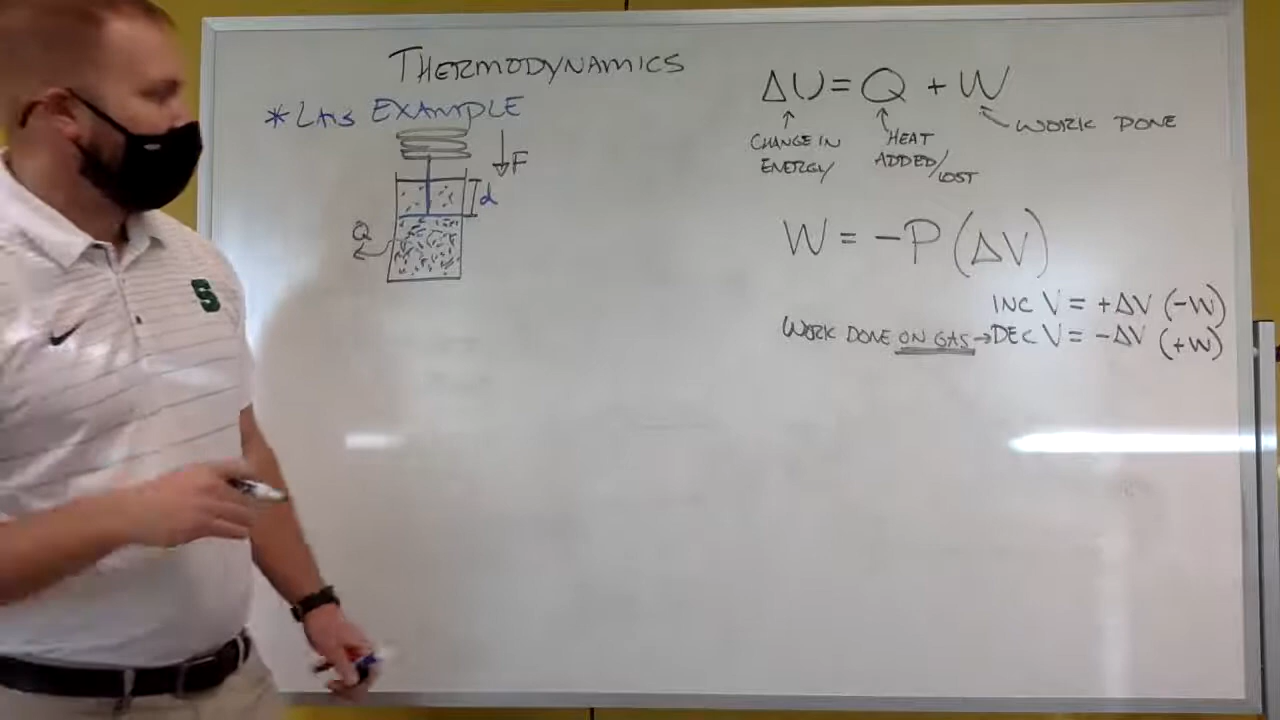 THERMODYNAMICS
* LAB EXAMPLE
F
d
Q
ΔU = Q + W
CHANGE IN
ENERGY
HEAT
ADDED/
LOST
WORK DONE
W = -P(ΔV)
INC V = +ΔV (-W)
WORK DONE ON GAS → DEC V = -ΔV (+W)
S